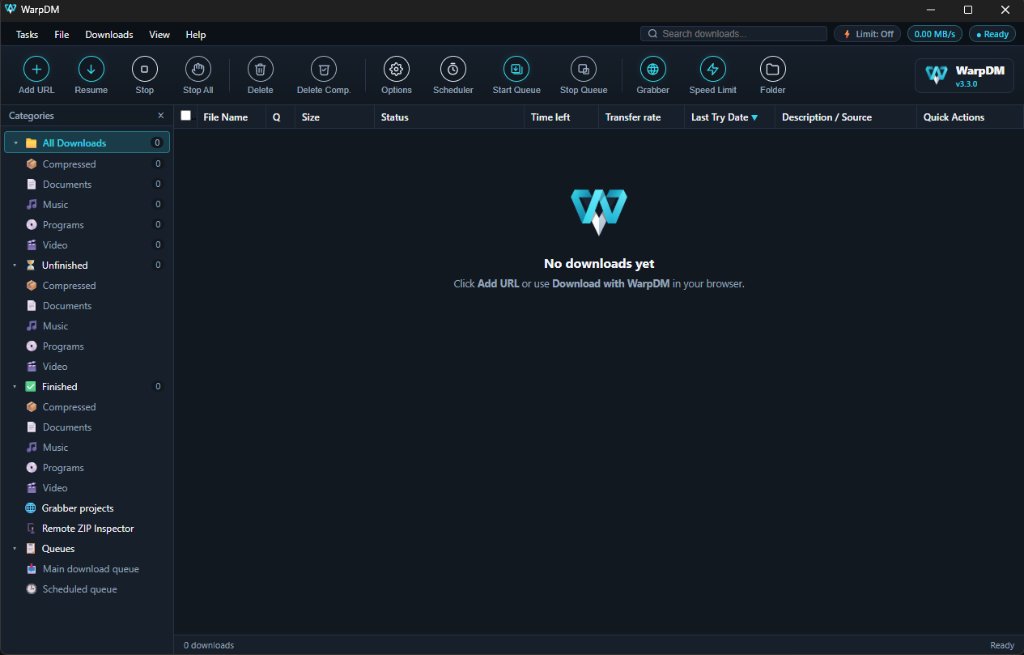 WarpDM
Tasks File Downloads View Help
Search downloads...
Limit: Off
0.00 MB/s
Ready
Add URL
Resume
Stop
Stop All
Delete
Delete Comp.
Options
Scheduler
Start Queue
Stop Queue
Grabber
Speed Limit
Folder
WarpDM
v3.3.0
Categories
File Name Q Size Status Time left Transfer rate Last Try Date Description / Source Quick Actions
All Downloads 0
Compressed 0
Documents 0
Music 0
Programs 0
Video 0
Unfinished 0
Compressed
Documents
Music
Programs
Video
Finished 0
Compressed
Documents
Music
Programs
Video
Grabber projects
Remote ZIP Inspector
Queues
Main download queue
Scheduled queue
No downloads yet
Click Add URL or use Download with WarpDM in your browser.
0 downloads
Ready